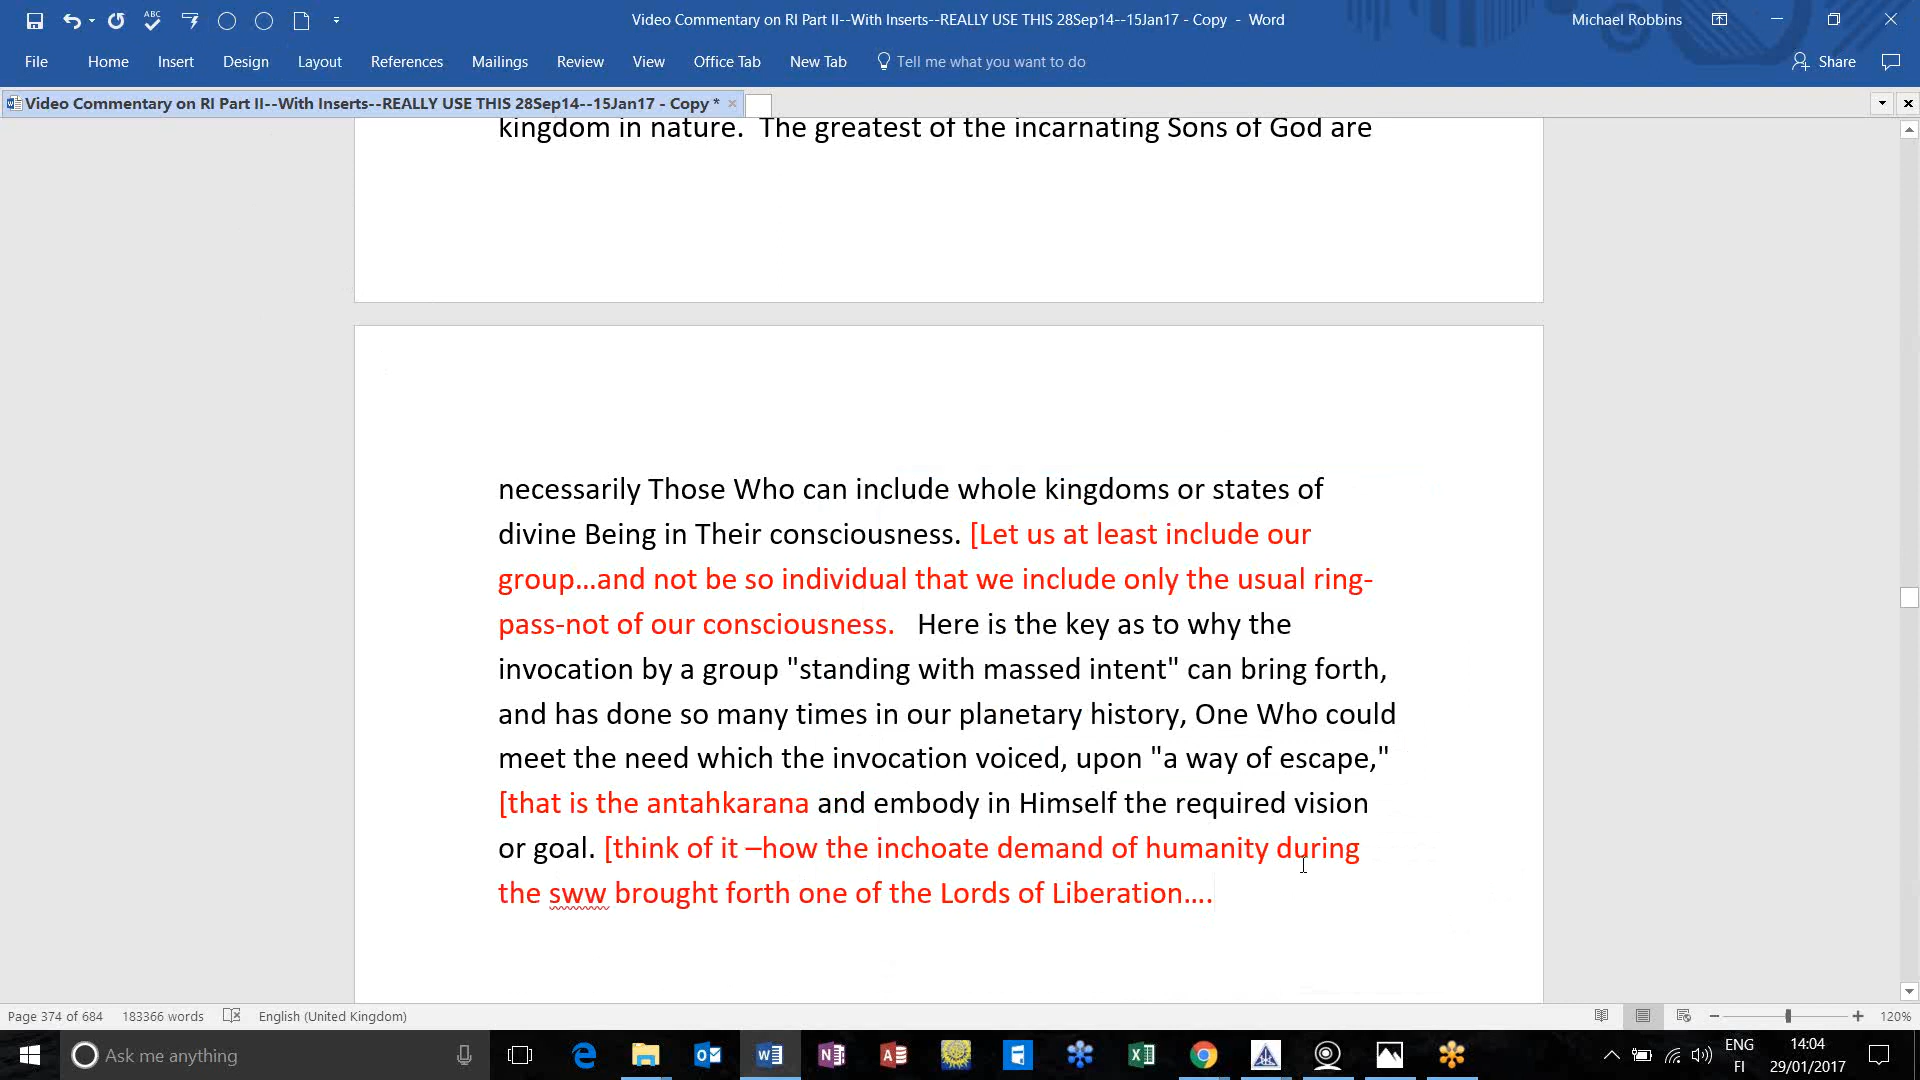 ABC
Video Commentary on RI Part II--With Inserts--REALLY USE THIS 28Sep14--15Jan17 - Copy - Word
Michael Robbins
File Home Insert Design Layout References Mailings Review View Office Tab New Tab Tell me what you want to do Share
Video Commentary on RI Part II--With Inserts--REALLY USE THIS 28Sep14--15Jan17 - Copy *
kingdom in nature.  The greatest of the incarnating Sons of God are
necessarily Those Who can include whole kingdoms or states of
divine Being in Their consciousness. [Let us at least include our
group…and not be so individual that we include only the usual ring-
pass-not of our consciousness.   Here is the key as to why the
invocation by a group "standing with massed intent" can bring forth,
and has done so many times in our planetary history, One Who could
meet the need which the invocation voiced, upon "a way of escape,"
[that is the antahkarana and embody in Himself the required vision
or goal. [think of it –how the inchoate demand of humanity during
the sww brought forth one of the Lords of Liberation….
Page 374 of 684 183366 words English (United Kingdom) 120%
Ask me anything
ENG
FI
14:04
29/01/2017